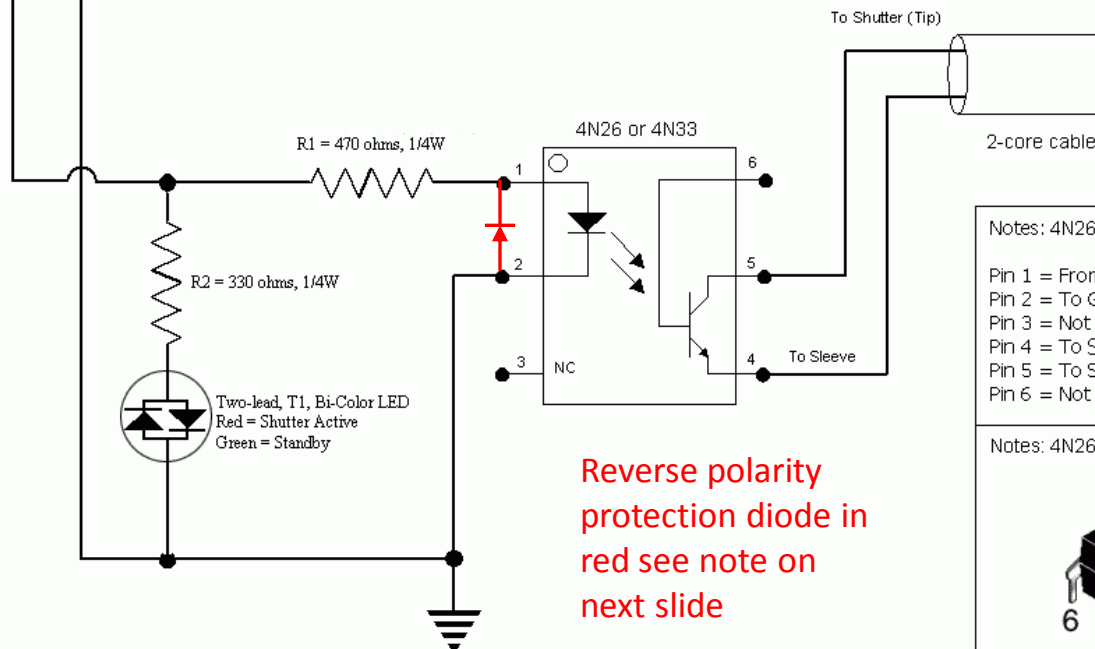 To Shutter (Tip)
2-core cable
R1 = 470 ohms, 1/4W
4N26 or 4N33
1
6
2
5
3
NC
4
To Sleeve
R2 = 330 ohms, 1/4W
Two-lead, T1, Bi-Color LED
Red = Shutter Active
Green = Standby
Reverse polarity
protection diode in
red see note on
next slide
Notes: 4N26
Pin 1 = From
Pin 2 = To
Pin 3 = Not
Pin 4 = To S
Pin 5 = To S
Pin 6 = Not
Notes: 4N26
6